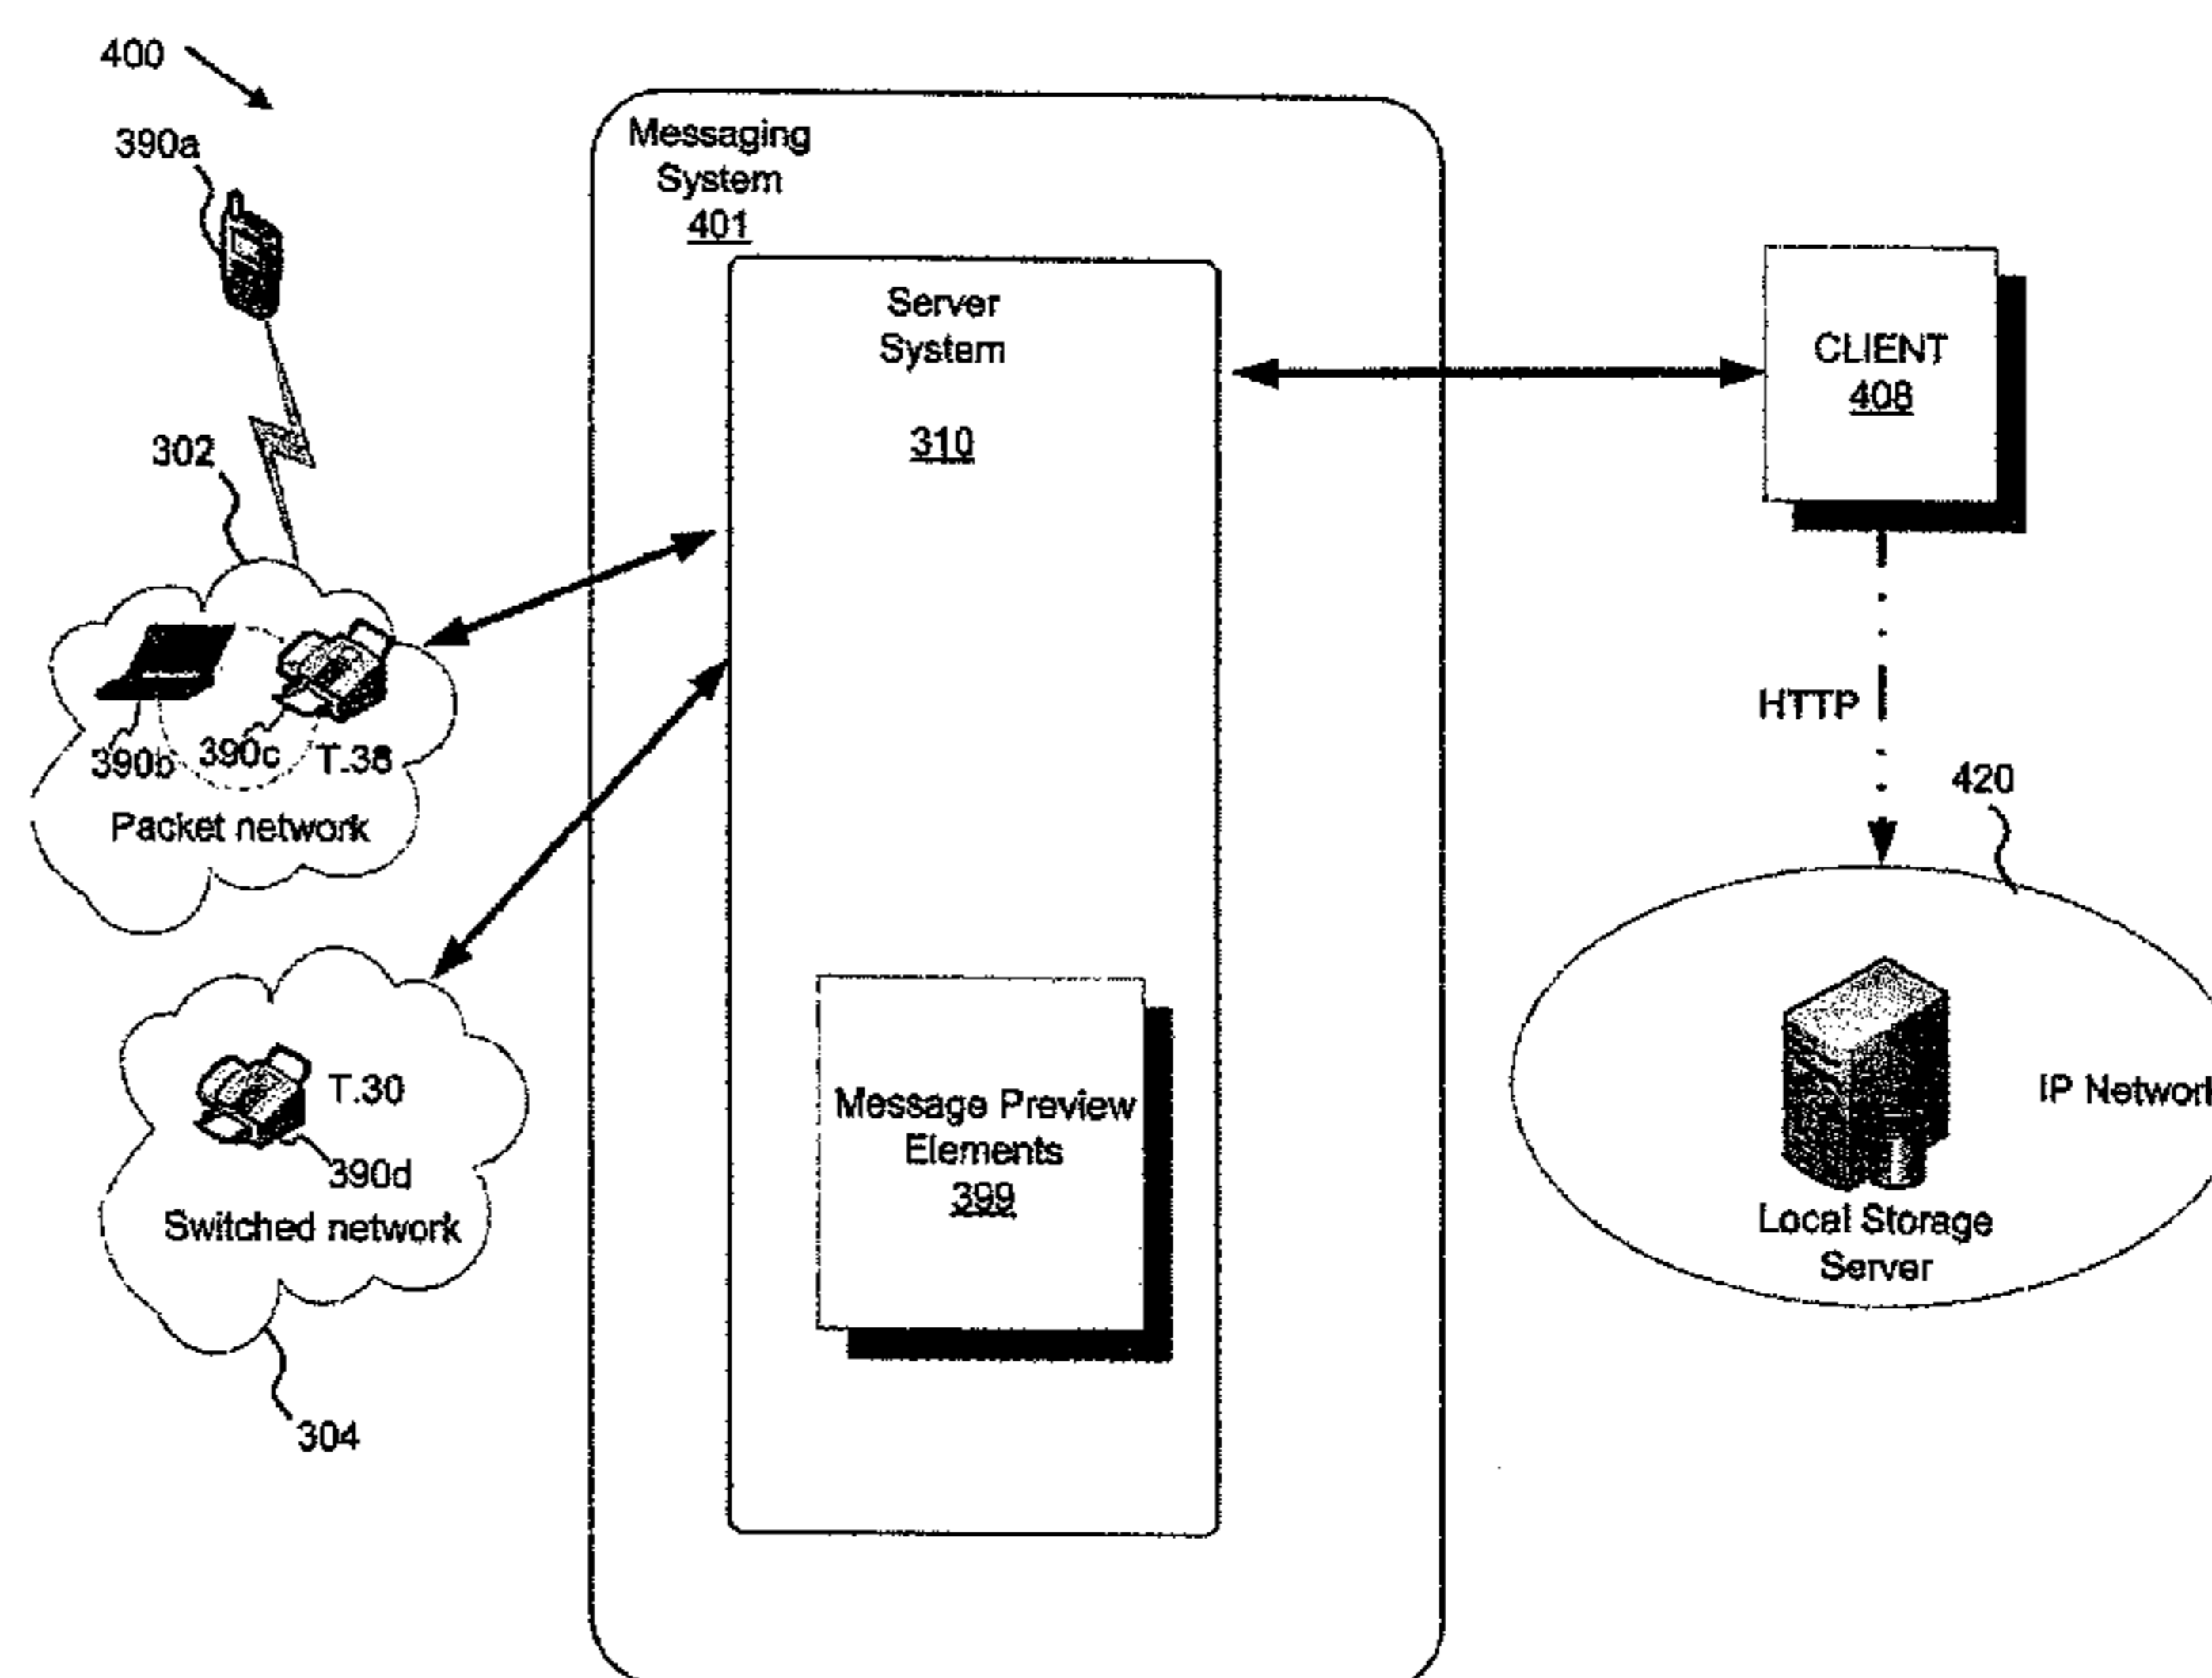 400
390a
302
390b
390c
T.38
Packet network
T.30
390d
Switched network
304
Messaging
System
401
Server
System
310
Message Preview
Elements
399
CLIENT
408
HTTP
420
IP Network
Local Storage
Server